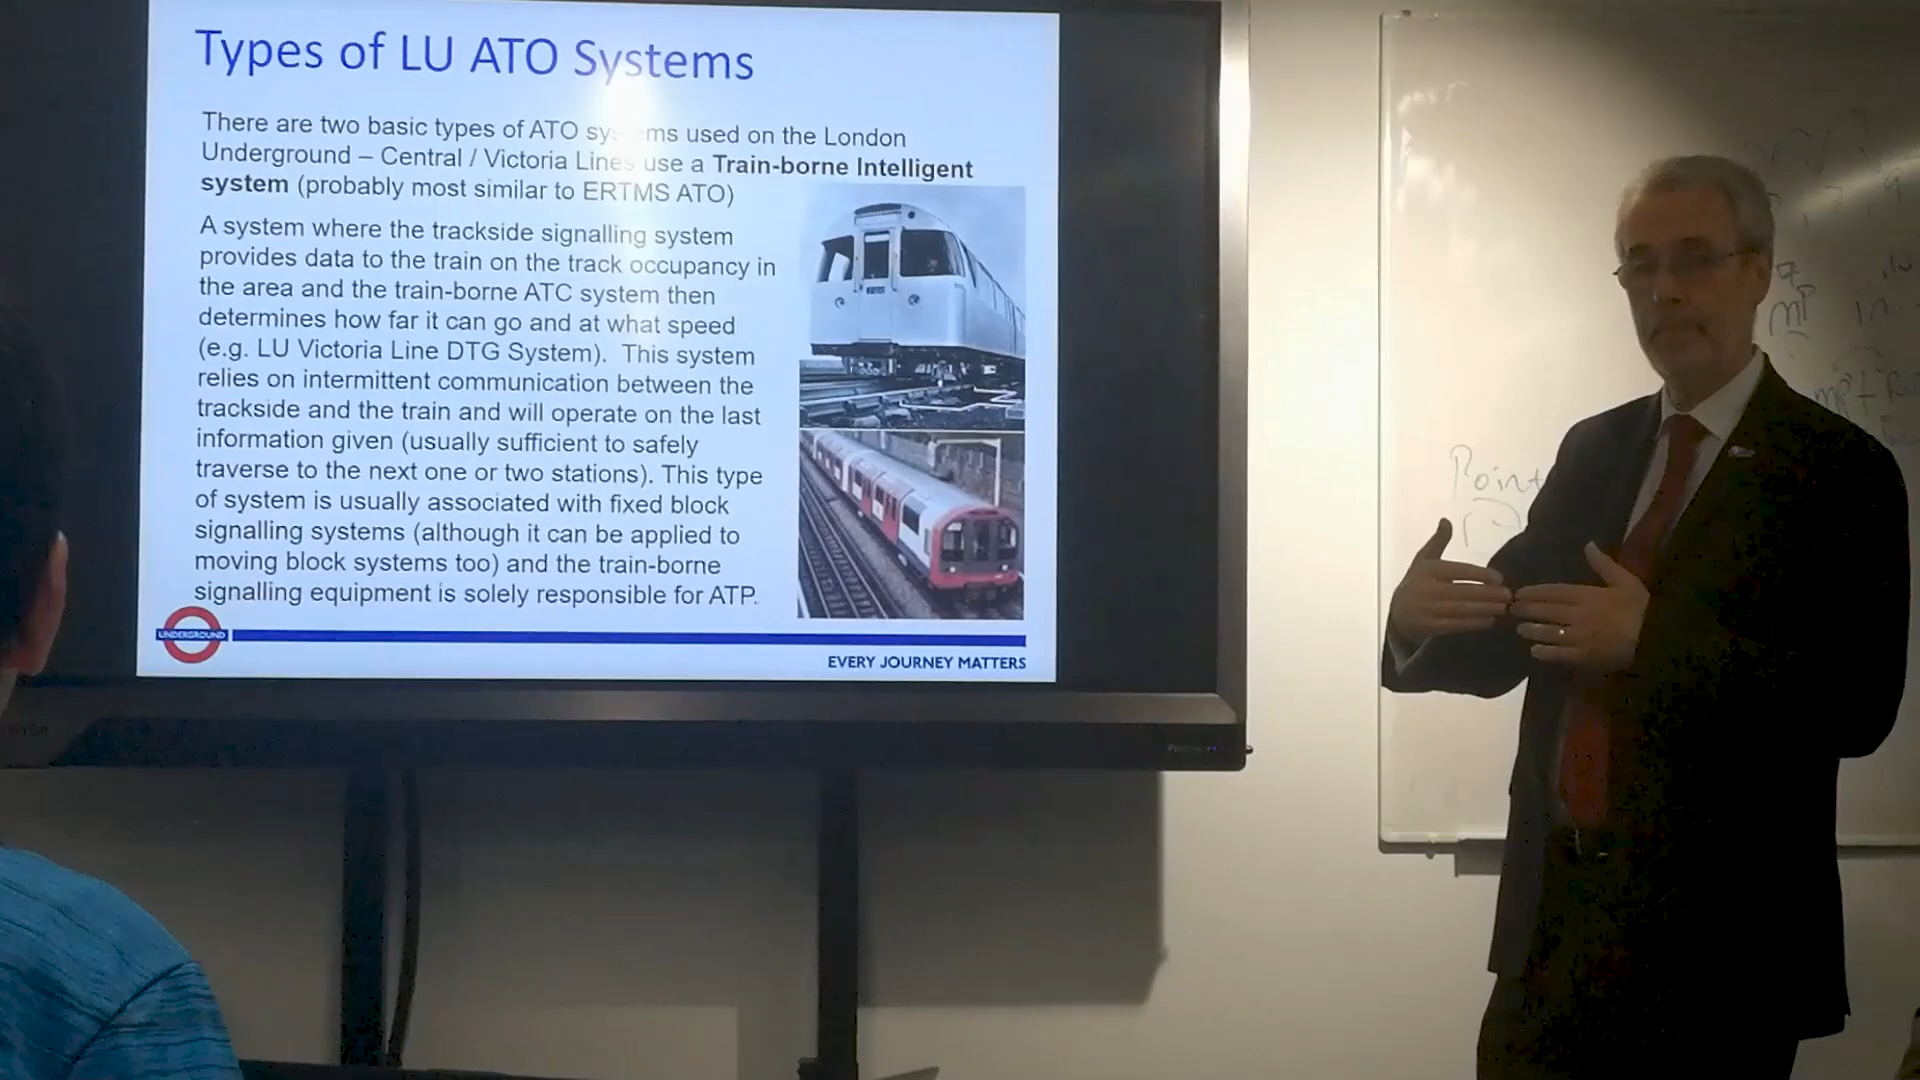 Types of LU ATO Systems
There are two basic types of ATO systems used on the London
Underground – Central / Victoria Lines use a Train-borne Intelligent
system (probably most similar to ERTMS ATO)
A system where the trackside signalling system
provides data to the train on the track occupancy in
the area and the train-borne ATC system then
determines how far it can go and at what speed
(e.g. LU Victoria Line DTG System). This system
relies on intermittent communication between the
trackside and the train and will operate on the last
information given (usually sufficient to safely
traverse to the next one or two stations). This type
of system is usually associated with fixed block
signalling systems (although it can be applied to
moving block systems too) and the train-borne
signalling equipment is solely responsible for ATP.
UNDERGROUND
EVERY JOURNEY MATTERS
Point